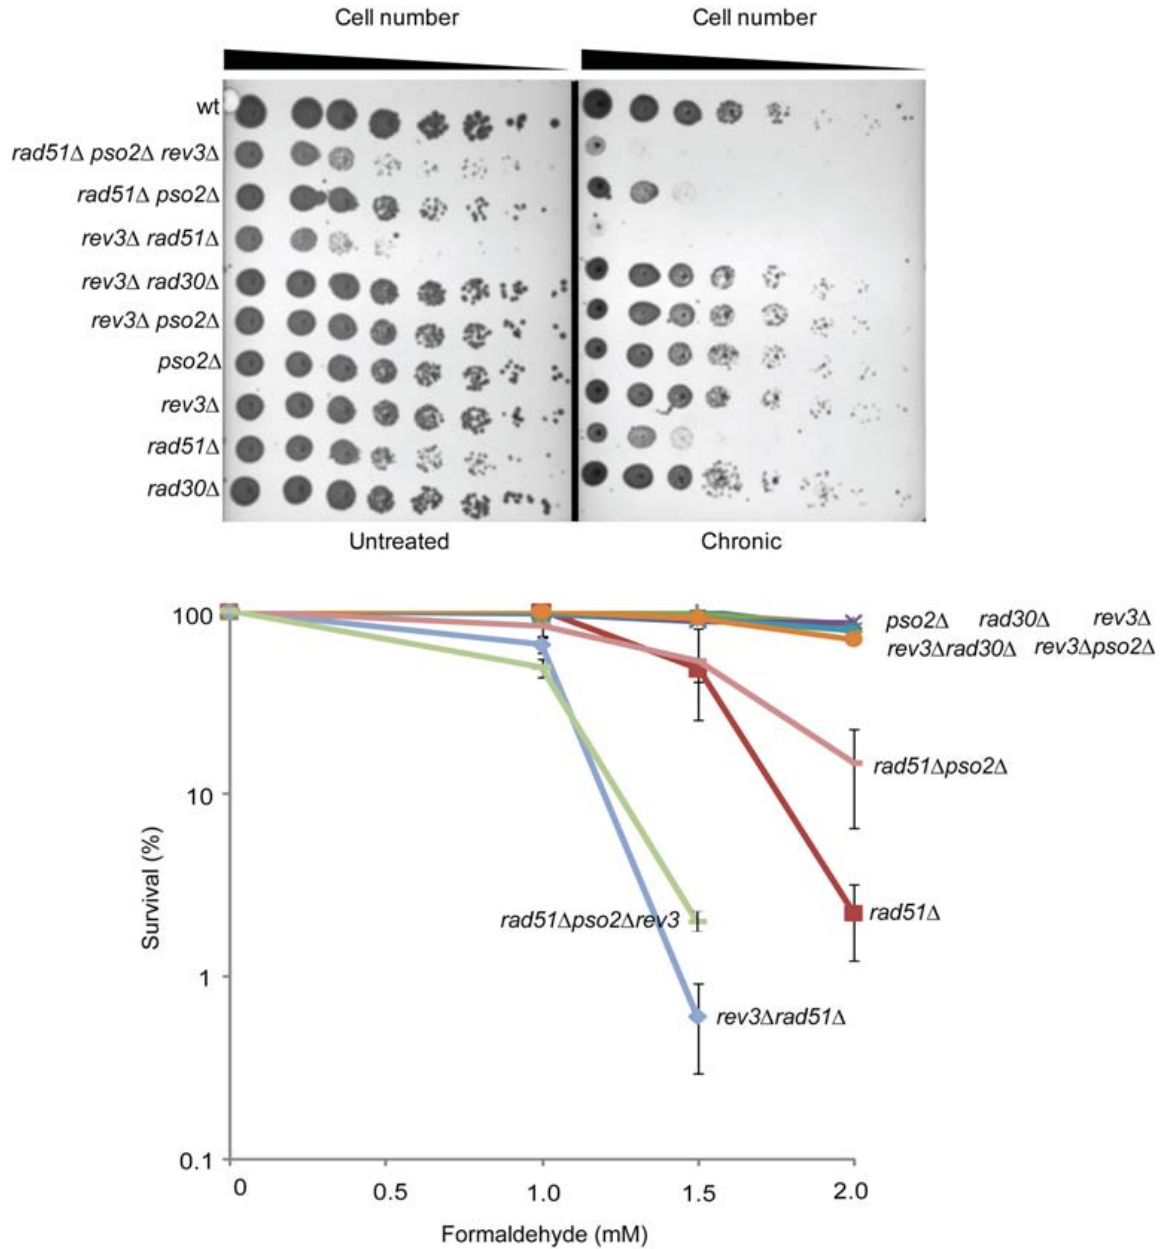 Cell number Cell number
wt
rad51Δ pso2Δ rev3Δ
rad51Δ pso2Δ
rev3Δ rad51Δ
rev3Δ rad30Δ
rev3Δ pso2Δ
pso2Δ
rev3Δ
rad51Δ
rad30Δ
Untreated Chronic
100
pso2Δ rad30Δ rev3Δ
rev3Δrad30Δ rev3Δpso2Δ
rad51Δpso2Δ
10
Survival (%)
rad51Δ
rad51Δpso2Δrev3
1
rev3Δrad51Δ
0.1
0 0.5 1.0 1.5 2.0
Formaldehyde (mM)